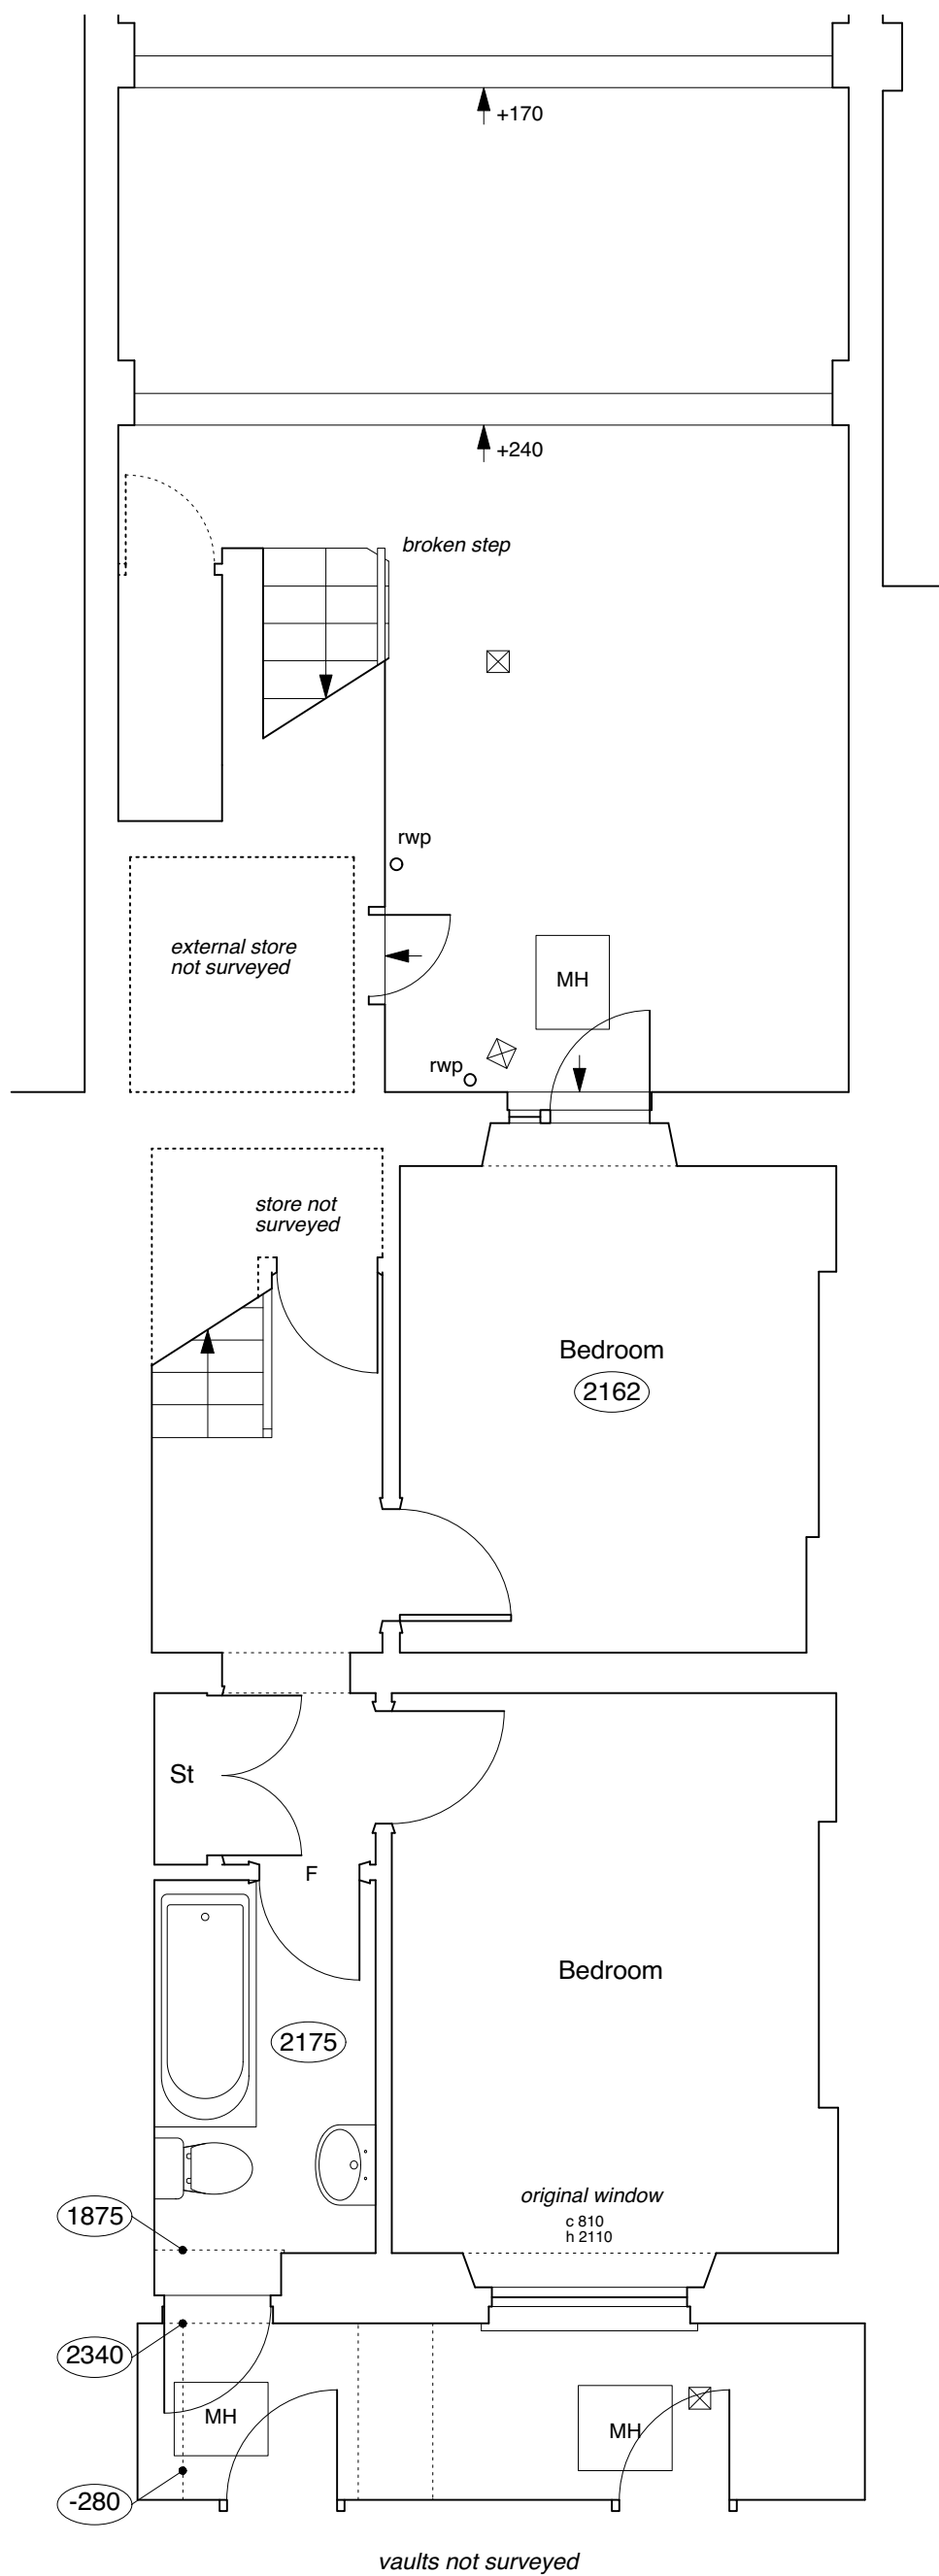 +170
+240
broken step
rwp
external store
not surveyed
MH
rwp
store not
surveyed
Bedroom
2162
St
F
Bedroom
2175
original window
c 810
h 2110
1875
2340
MH
MH
-280
vaults not surveyed